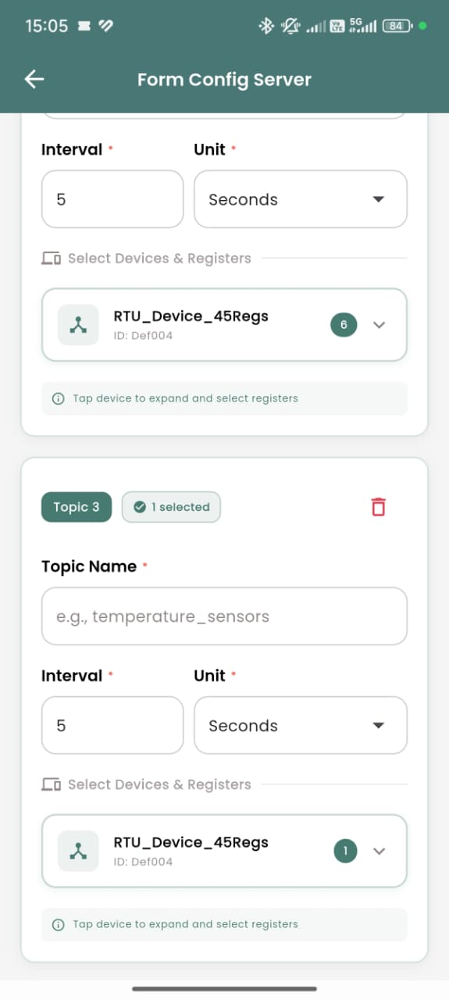 15:05
Vo LTE 5G 84
Form Config Server
Interval * Unit *
5 Seconds
Select Devices & Registers
RTU_Device_45Regs
ID: Def004
6
Tap device to expand and select registers
Topic 3 1 selected
Topic Name *
e.g., temperature_sensors
Interval * Unit *
5 Seconds
Select Devices & Registers
RTU_Device_45Regs
ID: Def004
1
Tap device to expand and select registers